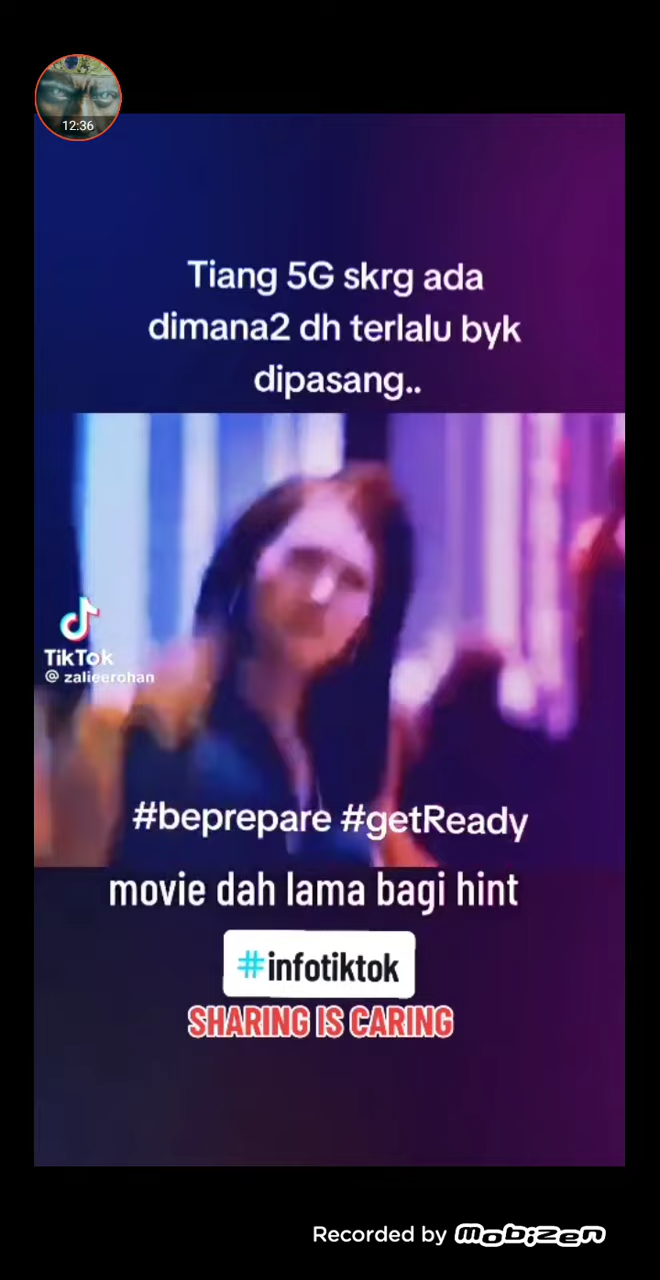 12:36
Tiang 5G skrg ada
dimana2 dh terlalu byk
dipasang..
TikTok
@ zalieerohan
#beprepare #getReady
movie dah lama bagi hint
#infotiktok
SHARING IS CARING
Recorded by mobizen